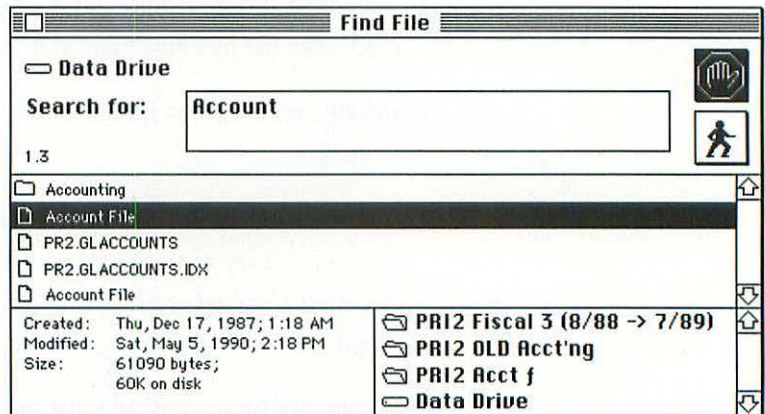 Find File
Data Drive
Search for: Account
1.3
Accounting
Account File
PR2.GLACCOUNTS
PR2.GLACCOUNTS.IDX
Account File
Created: Thu, Dec 17, 1987; 1:18 AM
Modified: Sat, May 5, 1990; 2:18 PM
Size: 61090 bytes;
60K on disk
PRI2 Fiscal 3 (8/88 -> 7/89)
PRI2 OLD Acct'ng
PRI2 Acct ƒ
Data Drive